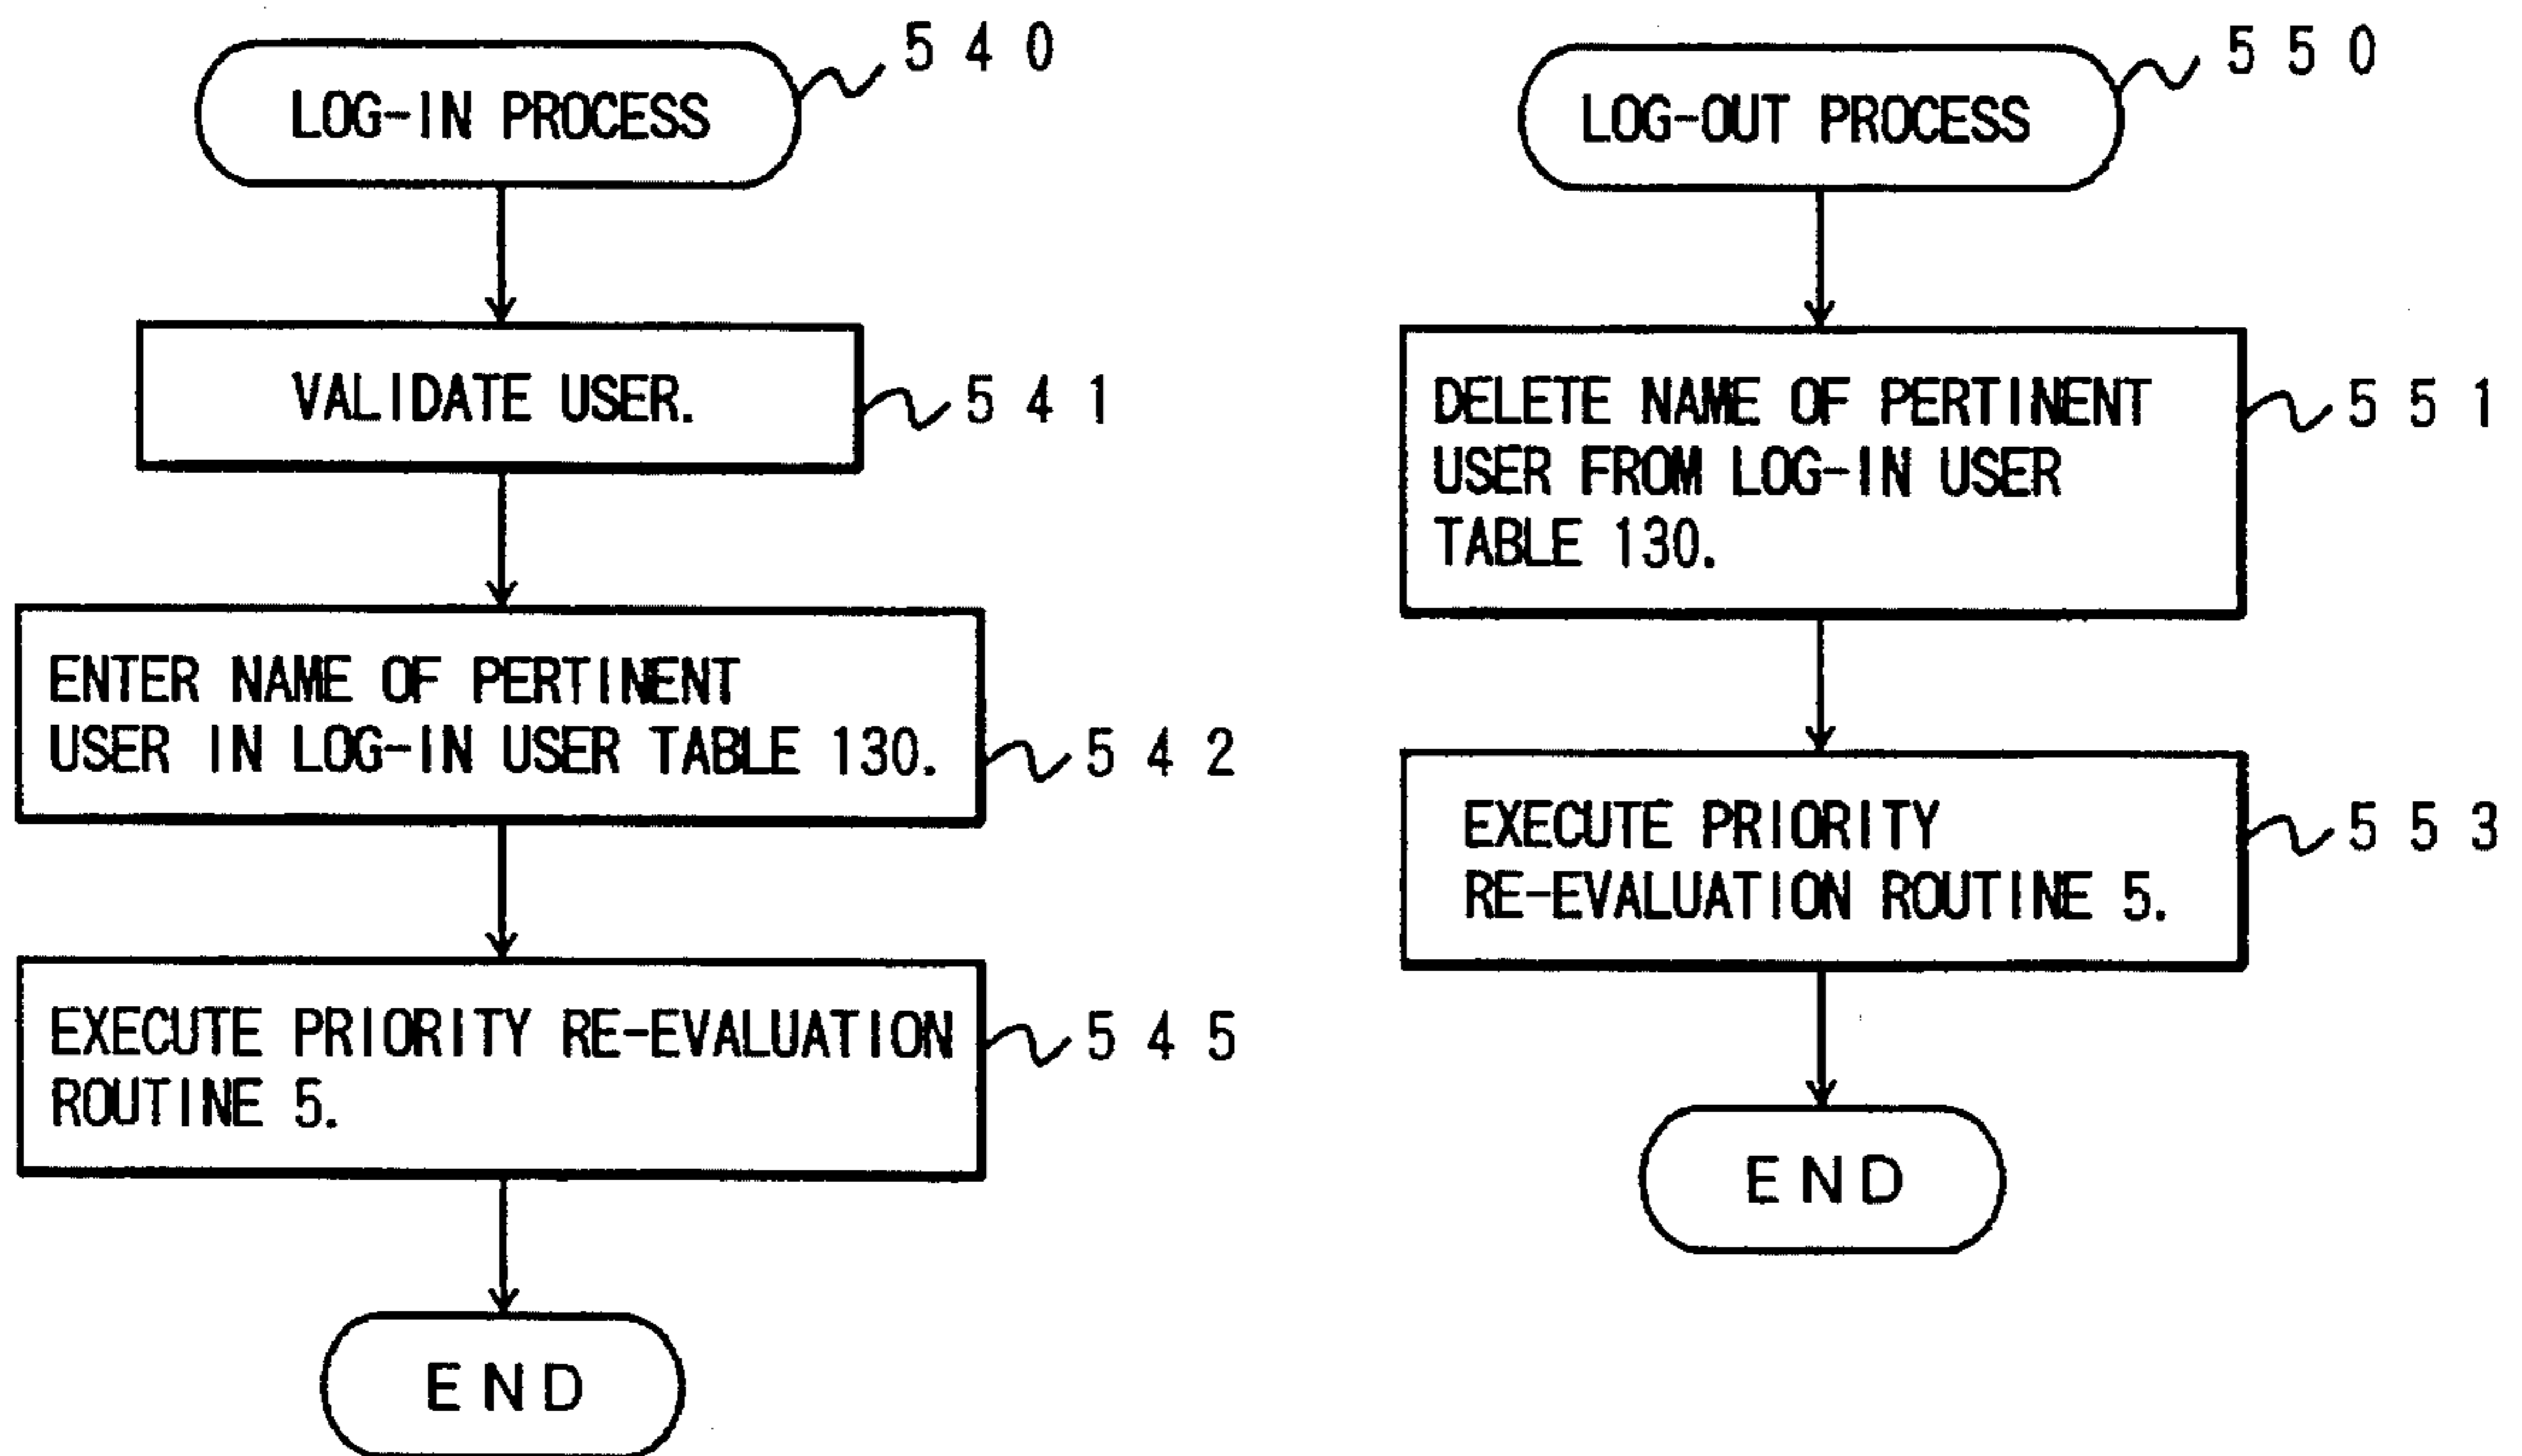 LOG-IN PROCESS
540
VALIDATE USER.
541
ENTER NAME OF PERTINENT
USER IN LOG-IN USER TABLE 130.
542
EXECUTE PRIORITY RE-EVALUATION
ROUTINE 5.
545
END
LOG-OUT PROCESS
550
DELETE NAME OF PERTINENT
USER FROM LOG-IN USER
TABLE 130.
551
EXECUTE PRIORITY
RE-EVALUATION ROUTINE 5.
553
END